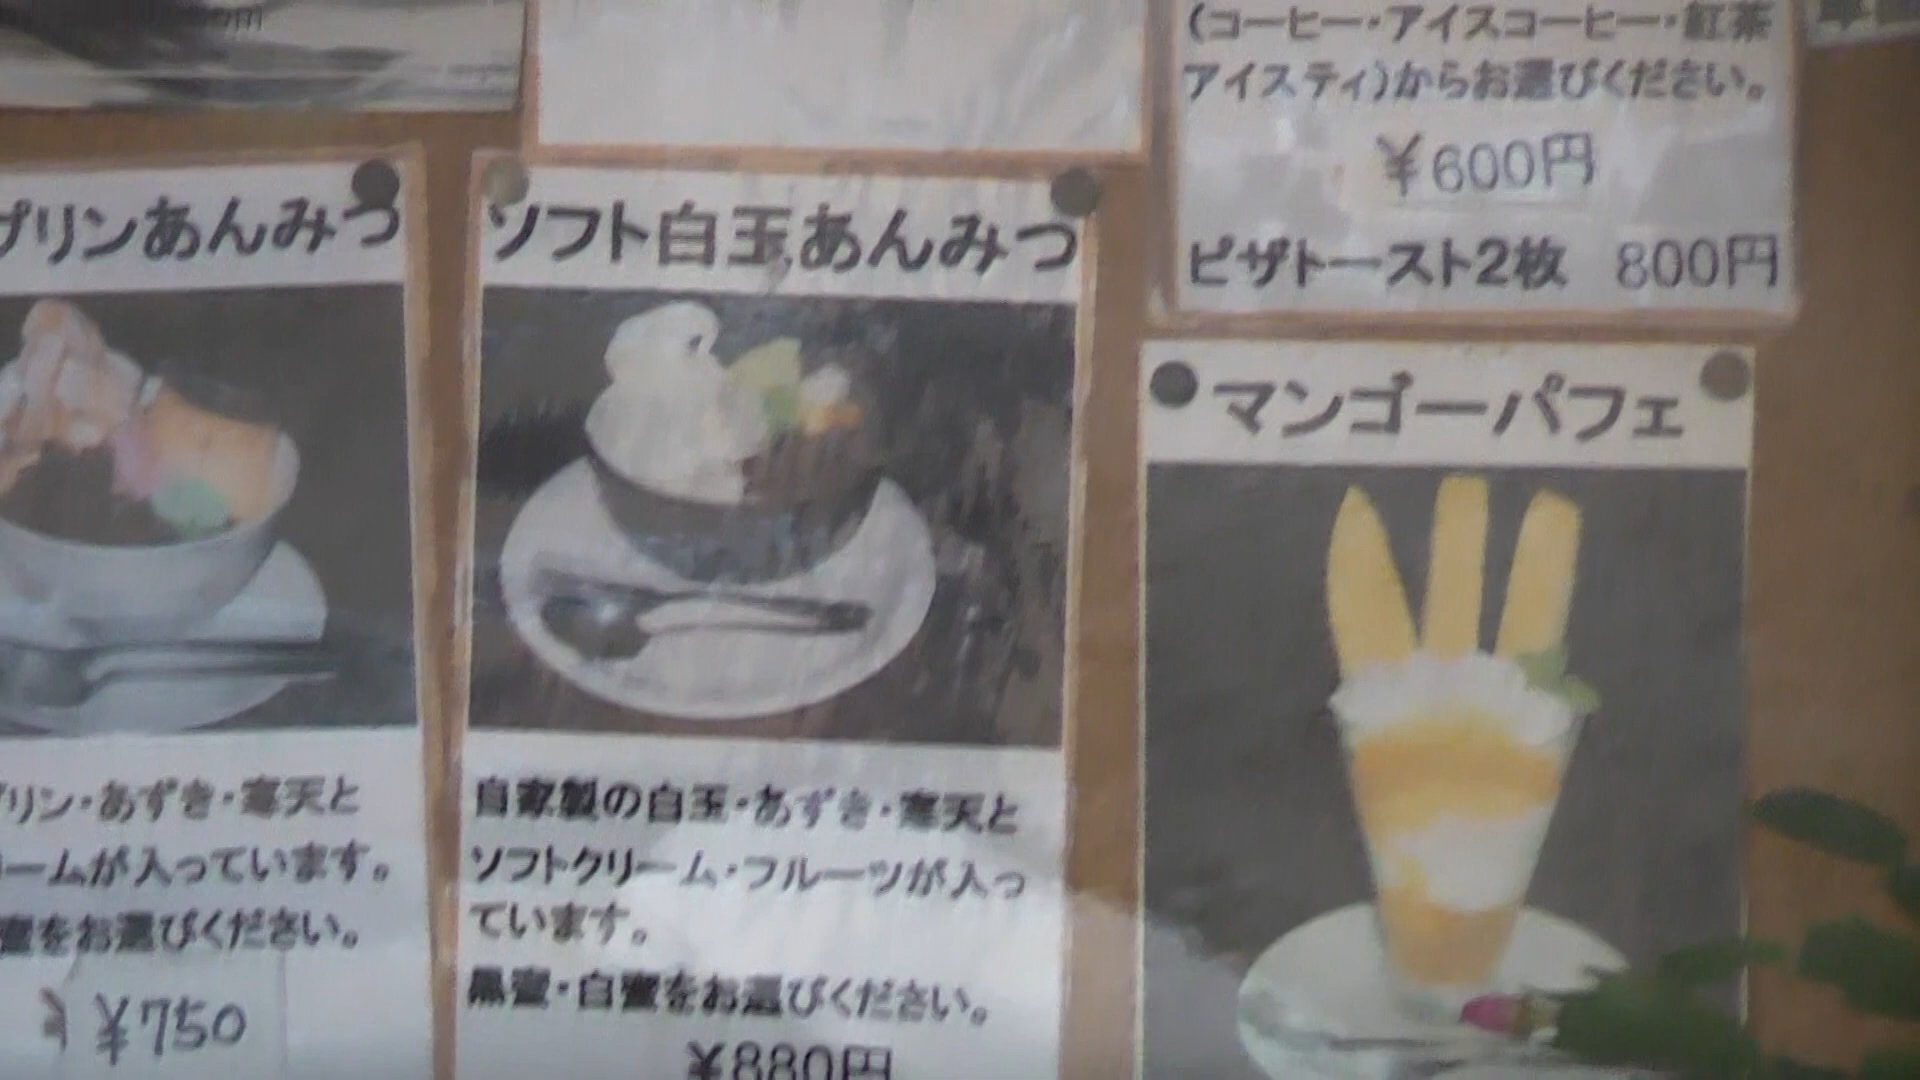 プリンあんみつ
リン・あずき・寒天と
ームが入っています。
蜜をお選びください。
¥750
ソフト白玉あんみつ
自家製の白玉・あずき・寒天と
ソフトクリーム・フルーツが入っ
ています。
黒蜜・白蜜をお選びください。
¥880円
(コーヒー・アイスコーヒー・紅茶
アイスティ)からお選びください。
¥600円
ピザトースト2枚 800円
マンゴーパフェ